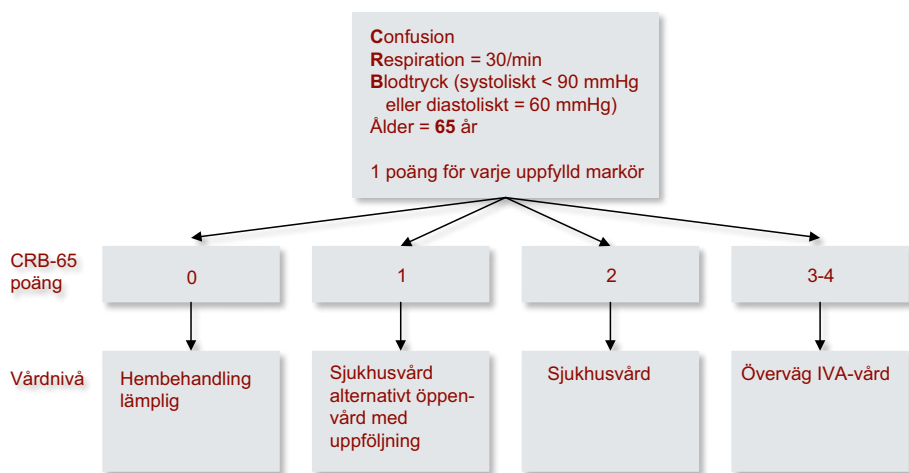 Confusion
Respiration = 30/min
Blodtryck (systoliskt < 90 mmHg
eller diastoliskt = 60 mmHg)
Ålder = 65 år
1 poäng för varje uppfylld markör
CRB-65
poäng
0
1
2
3-4
Vårdnivå
Hembehandling
lämplig
Sjukhusvård
alternativt öppen-
vård med
uppföljning
Sjukhusvård
Överväg IVA-vård